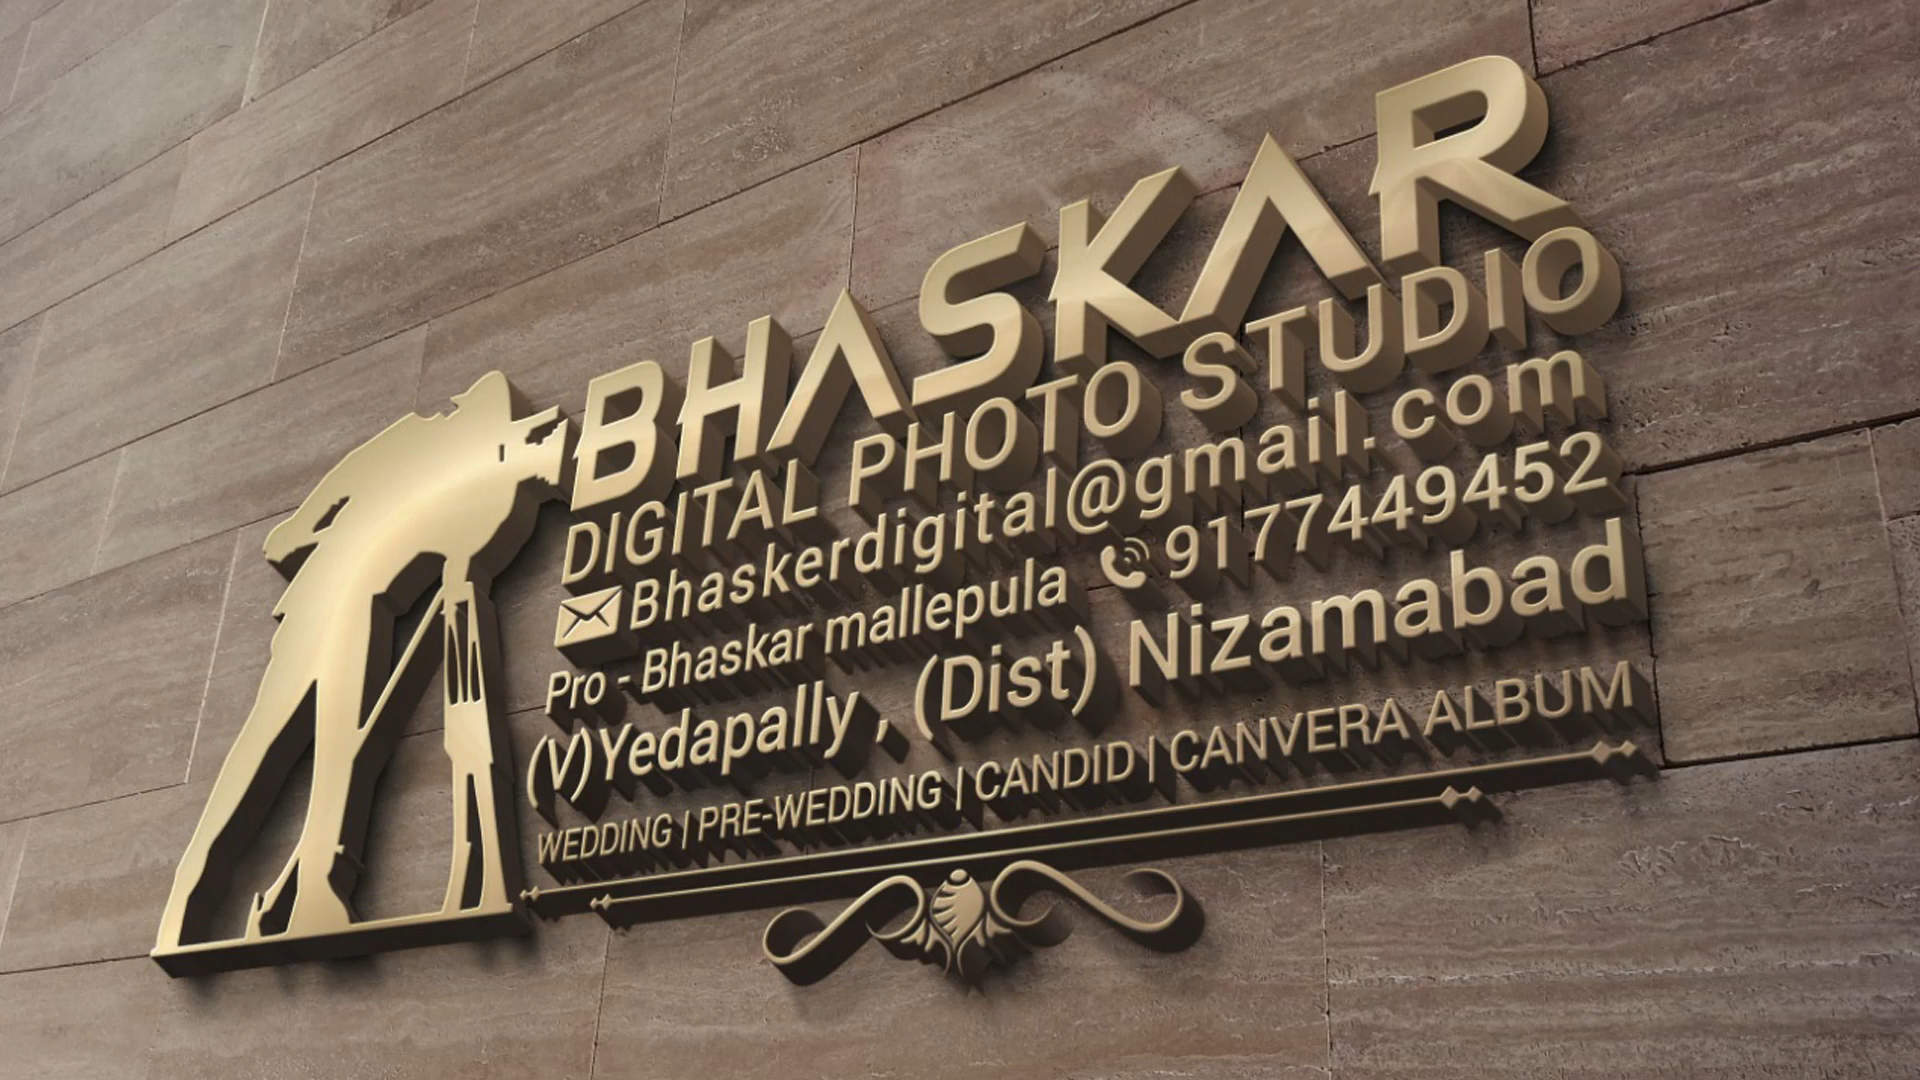 BHASKAR
DIGITAL PHOTO STUDIO
Bhaskerdigital@gmail.com
Pro - Bhaskar mallepula 9177449452
(V)Yedapally , (Dist) Nizamabad
WEDDING | PRE-WEDDING | CANDID | CANVERA ALBUM